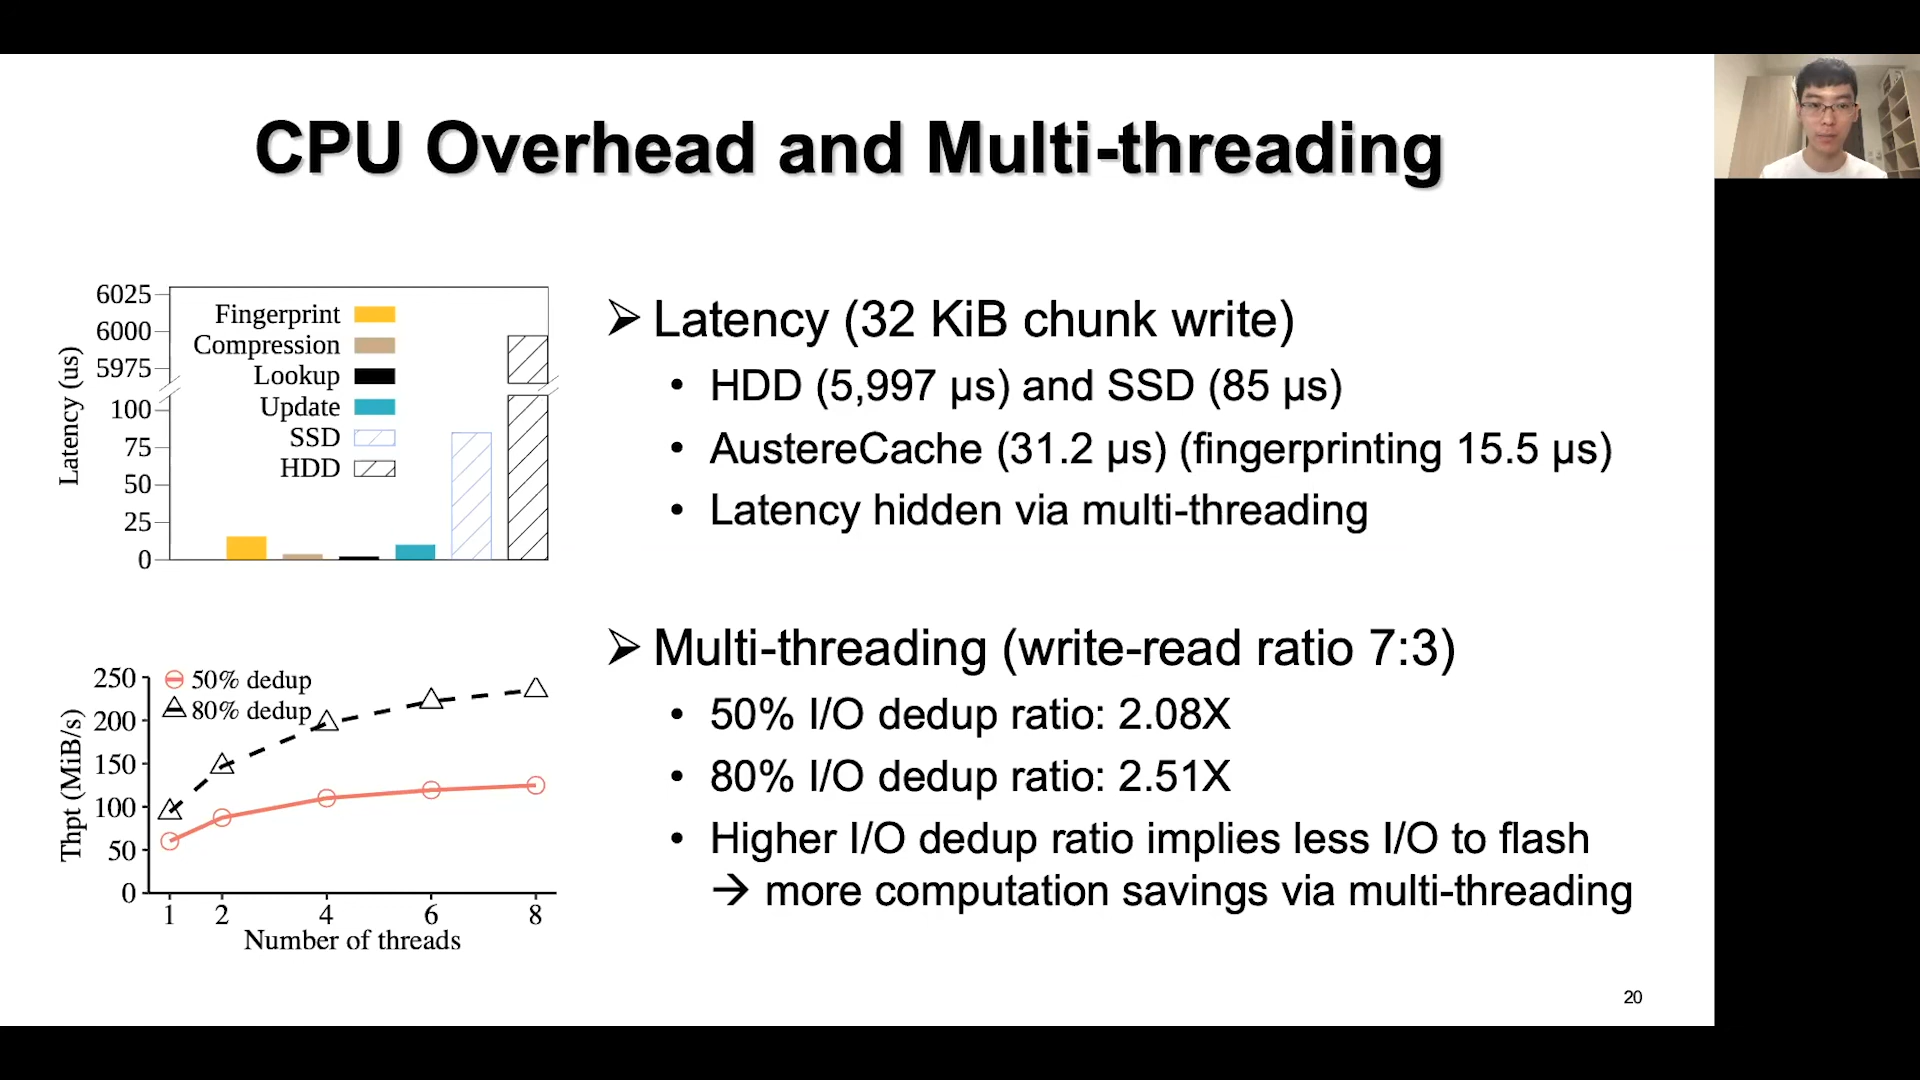 CPU Overhead and Multi-threading
6025
6000
5975
100
75
50
25
0
Latency (us)
Fingerprint
Compression
Lookup
Update
SSD
HDD
➢ Latency (32 KiB chunk write)
• HDD (5,997 μs) and SSD (85 μs)
• AustereCache (31.2 μs) (fingerprinting 15.5 μs)
• Latency hidden via multi-threading
250
200
150
100
50
0
Thpt (MiB/s)
50% dedup
80% dedup
1 2 4 6 8
Number of threads
➢ Multi-threading (write-read ratio 7:3)
• 50% I/O dedup ratio: 2.08X
• 80% I/O dedup ratio: 2.51X
• Higher I/O dedup ratio implies less I/O to flash
→ more computation savings via multi-threading
20